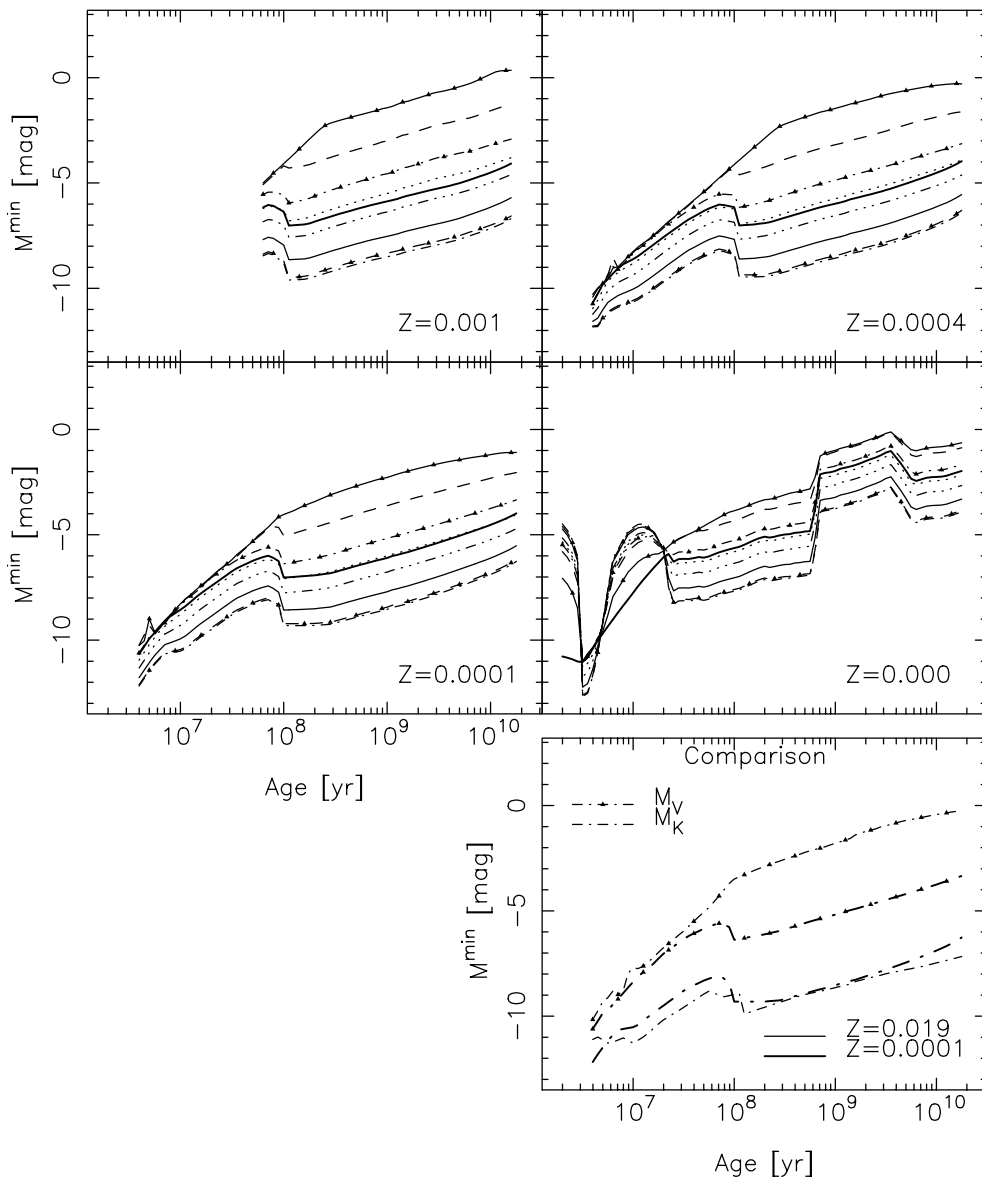 0
−5
−10
M^min [mag]
Z=0.001
Z=0.0004
0
−5
−10
M^min [mag]
Z=0.0001
Z=0.000
10^7
10^8
10^9
10^10
Age [yr]
Comparison
M_V
M_K
0
−5
−10
M^min [mag]
Z=0.019
Z=0.0001
10^7
10^8
10^9
10^10
Age [yr]